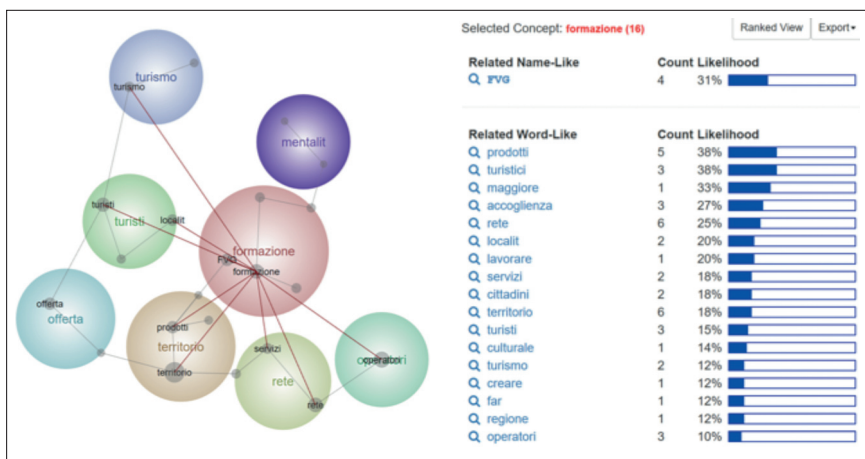 turismo
turismo
mentalit
turisti
turisti
localit
formazione
FVG
formazione
offerta
offerta
prodotti
territorio
territorio
servizi
rete
rete
operatori
operatori
Selected Concept: formazione (16)
Ranked View
Export
Related Name-Like Count Likelihood
FVG 4 31%
Related Word-Like Count Likelihood
prodotti 5 38%
turistici 3 38%
maggiore 1 33%
accoglienza 3 27%
rete 6 25%
localit 2 20%
lavorare 1 20%
servizi 2 18%
cittadini 2 18%
territorio 6 18%
turisti 3 15%
culturale 1 14%
turismo 2 12%
creare 1 12%
far 1 12%
regione 1 12%
operatori 3 10%